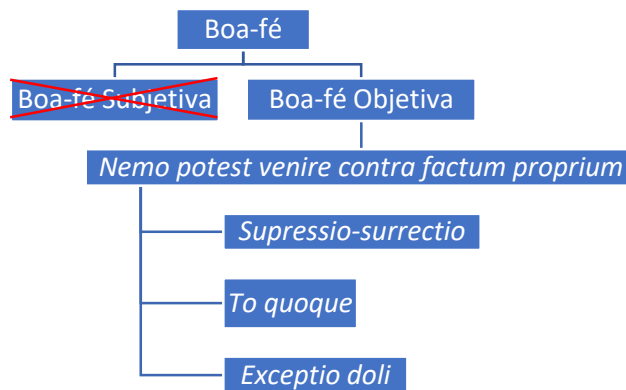 Boa-fé
Boa-fé Subjetiva
Boa-fé Objetiva
Nemo potest venire contra factum proprium
Supressio-surrectio
To quoque
Exceptio doli